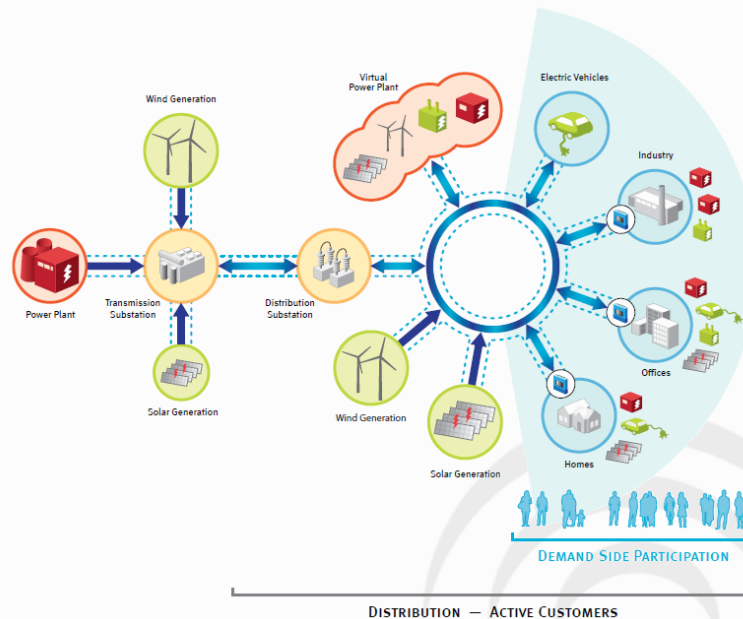 Virtual
Power Plant
Electric Vehicles
Wind Generation
Industry
Power Plant
Transmission
Substation
Distribution
Substation
Offices
Solar Generation
Wind Generation
Solar Generation
Homes
DEMAND SIDE PARTICIPATION
DISTRIBUTION — ACTIVE CUSTOMERS